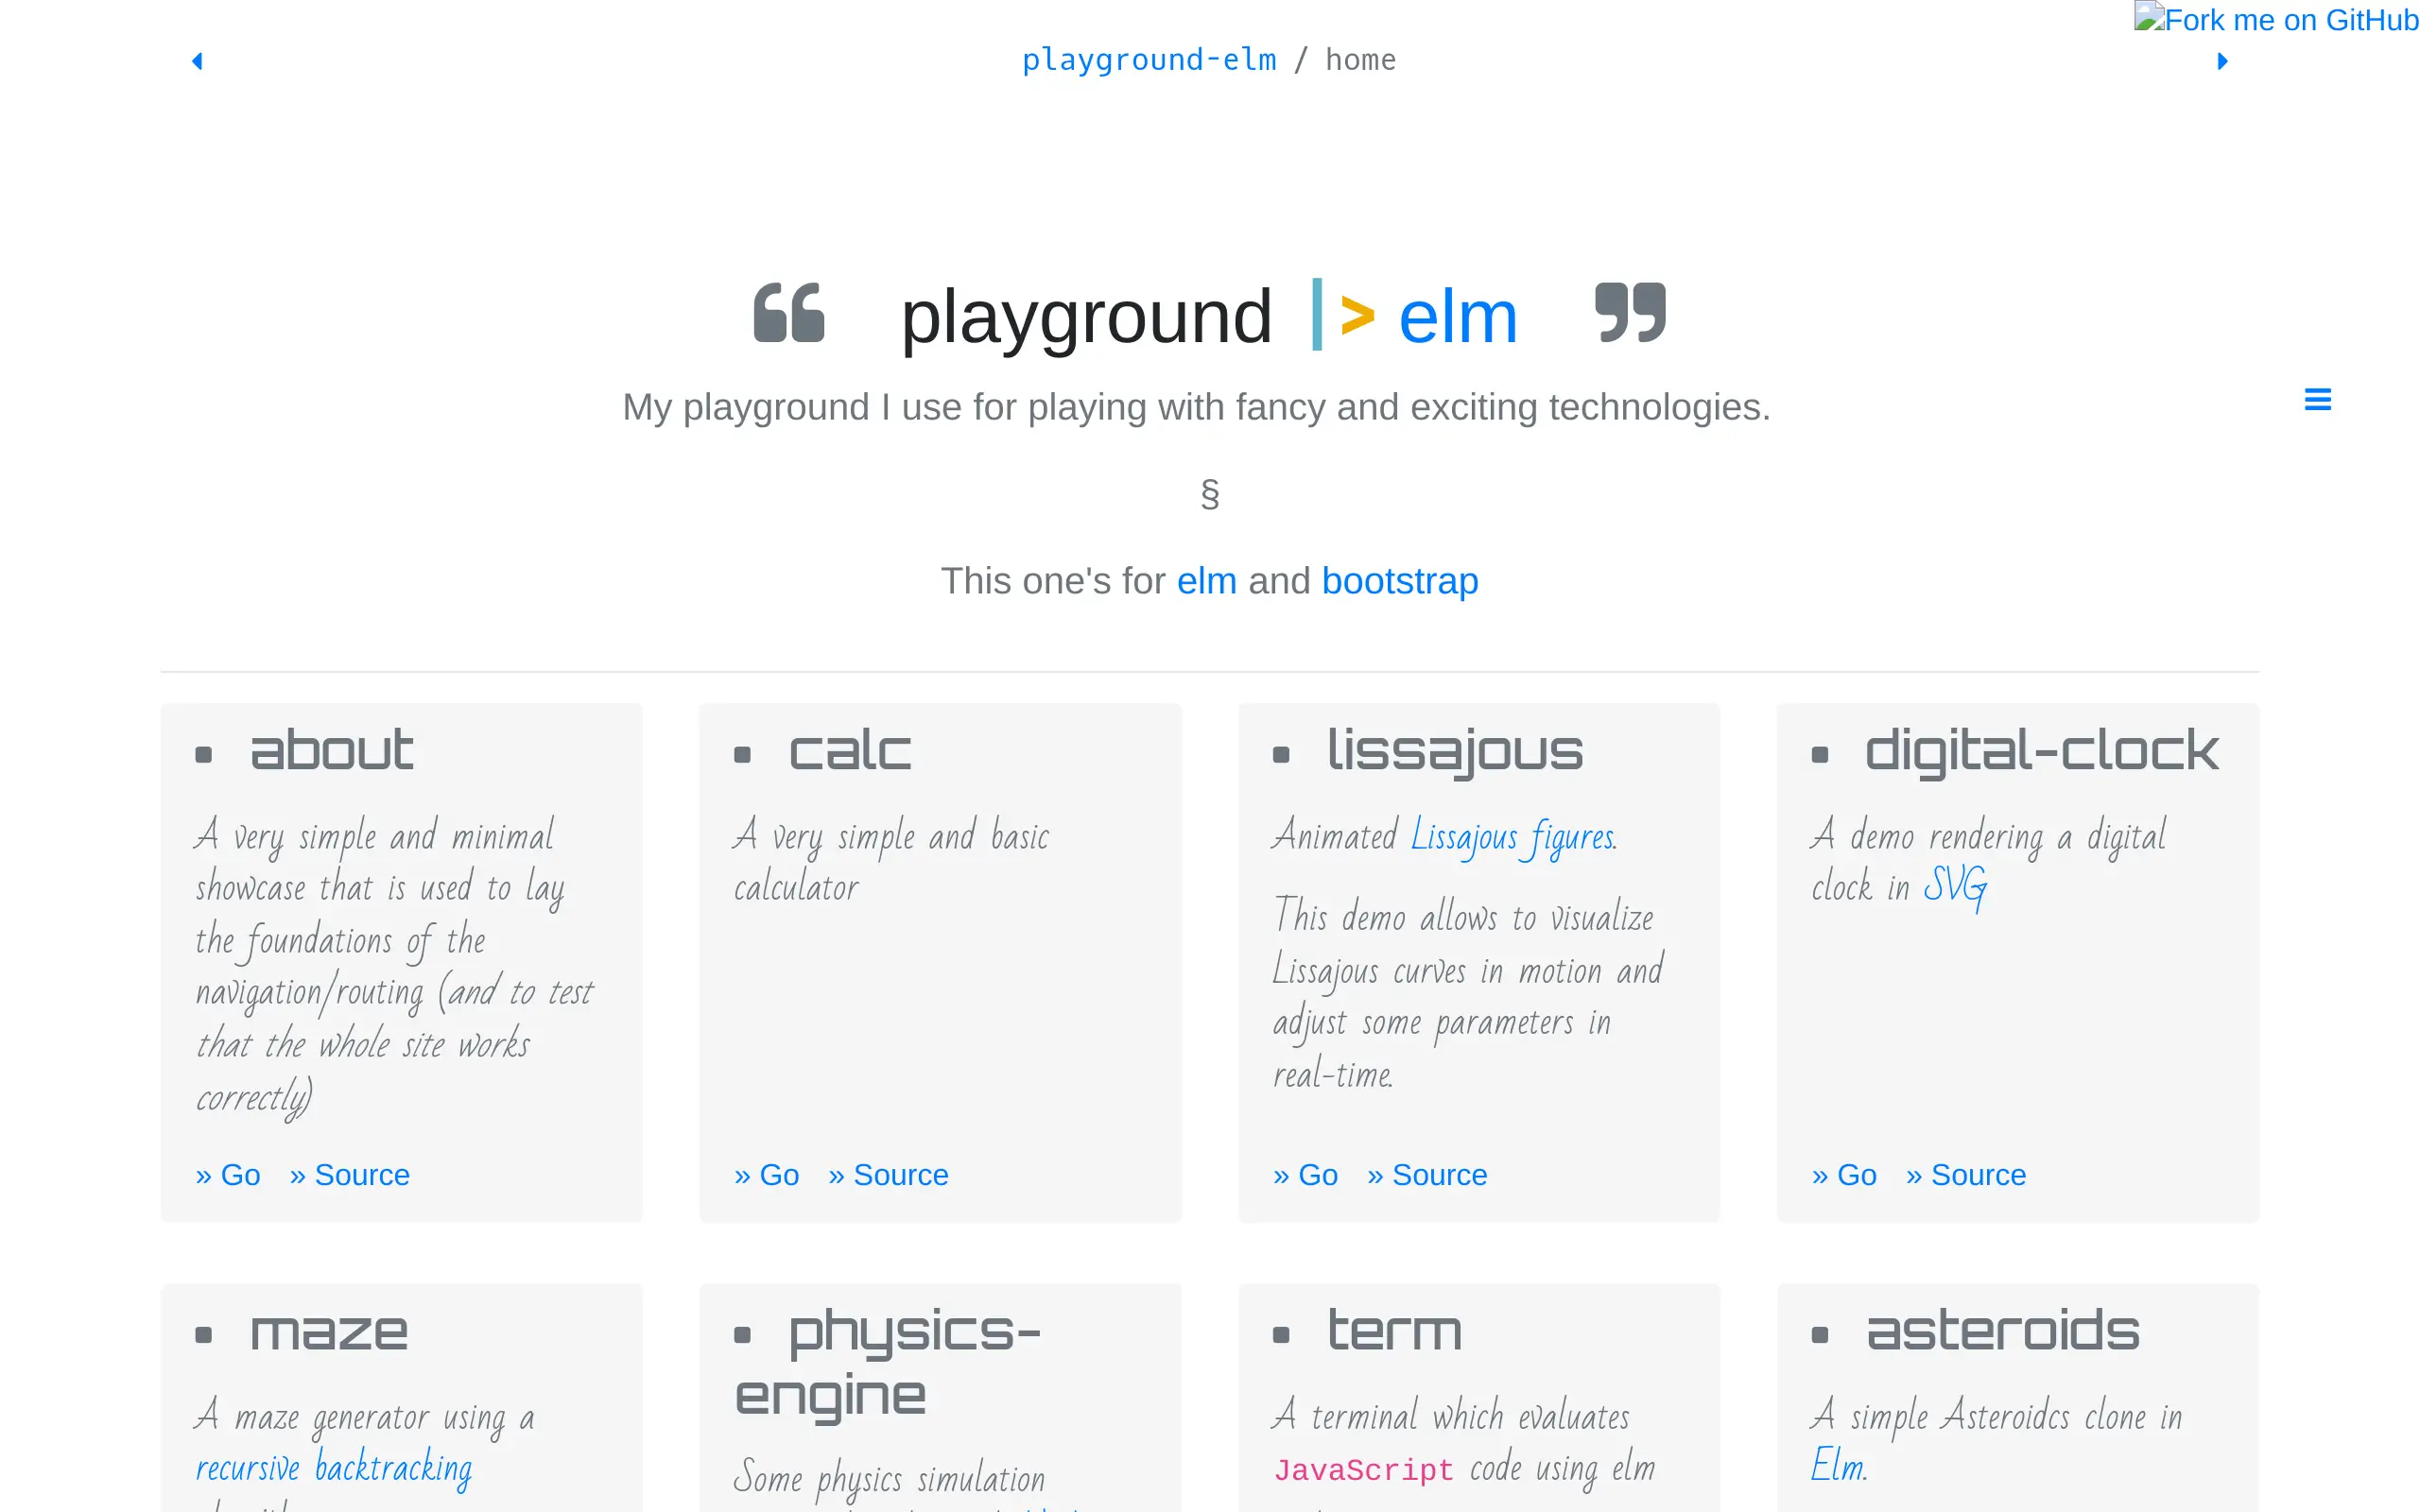 Fork me on GitHub
playground-elm / home
“ playground |> elm ”
My playground I use for playing with fancy and exciting technologies.
§
This one's for elm and bootstrap
about
A very simple and minimal
showcase that is used to lay
the foundations of the
navigation/routing (and to test
that the whole site works
correctly)
» Go » Source
calc
A very simple and basic
calculator
» Go » Source
lissajous
Animated Lissajous figures.
This demo allows to visualize
Lissajous curves in motion and
adjust some parameters in
real-time.
» Go » Source
digital-clock
A demo rendering a digital
clock in SVG
» Go » Source
maze
A maze generator using a
recursive backtracking
physics-
engine
Some physics simulation
term
A terminal which evaluates
JavaScript code using elm
asteroids
A simple Asteroidcs clone in
Elm.